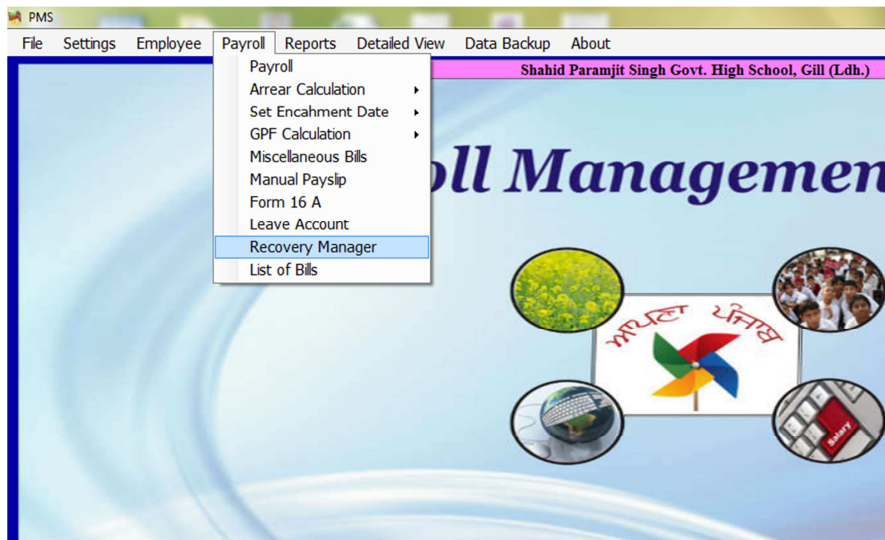 PMS
File Settings Employee Payroll Reports Detailed View Data Backup About
Shahid Paramjit Singh Govt. High School, Gill (Ldh.)
Payroll
Arrear Calculation
Set Encahment Date
GPF Calculation
Miscellaneous Bills
Manual Payslip
Form 16 A
Leave Account
Recovery Manager
List of Bills
oll Managemen
ਆਪਣਾ ਪੰਜਾਬ
Salary